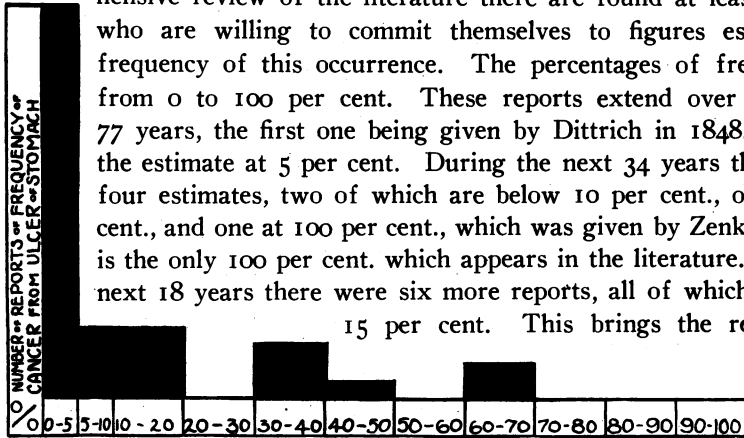 hensive review of the literature there are found at leas
who are willing to commit themselves to figures es
frequency of this occurrence. The percentages of fre
from 0 to 100 per cent. These reports extend over
77 years, the first one being given by Dittrich in 1848
the estimate at 5 per cent. During the next 34 years th
four estimates, two of which are below 10 per cent., o
cent., and one at 100 per cent., which was given by Zenk
is the only 100 per cent. which appears in the literature.
next 18 years there were six more reports, all of which
15 per cent. This brings the re
NUMBER OF REPORTS OF FREQUENCY OF
CANCER FROM ULCER OF STOMACH
% 0 0-5 5-10 10-20 20-30 30-40 40-50 50-60 60-70 70-80 80-90 90-100